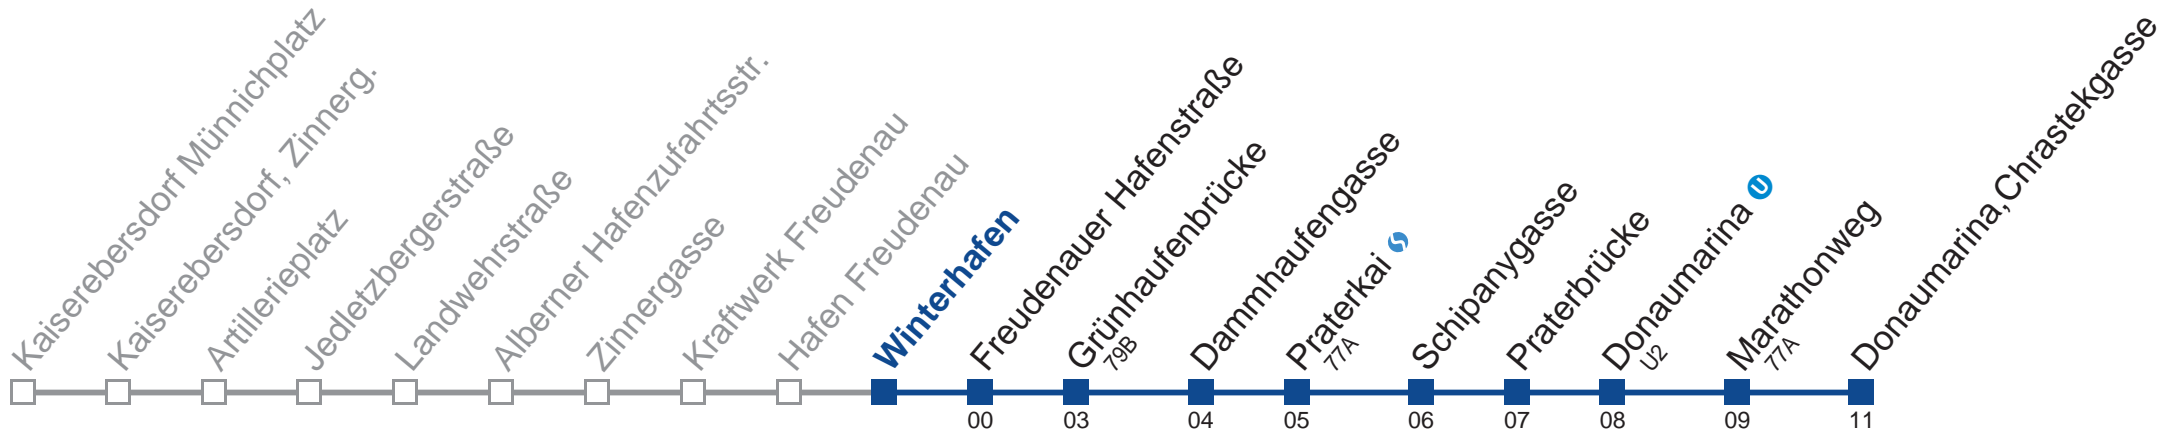 Kaiserebersdorf Münnichplatz
Kaiserebersdorf, Zinnerg.
Artillerieplatz
Jedletzbergerstraße
Landwehrstraße
Alberner Hafenzufahrtsstr.
Zinnergasse
Kraftwerk Freudenau
Hafen Freudenau
Winterhafen
Freudenauer Hafenstraße
Grünhaufenbrücke
79B
Dammhaufengasse
Praterkai
77A
Schipanygasse
Praterbrücke
Donaumarina U
U2
Marathonweg
77A
Donaumarina,Chrastekgasse
00 03 04 05 06 07 08 09 11